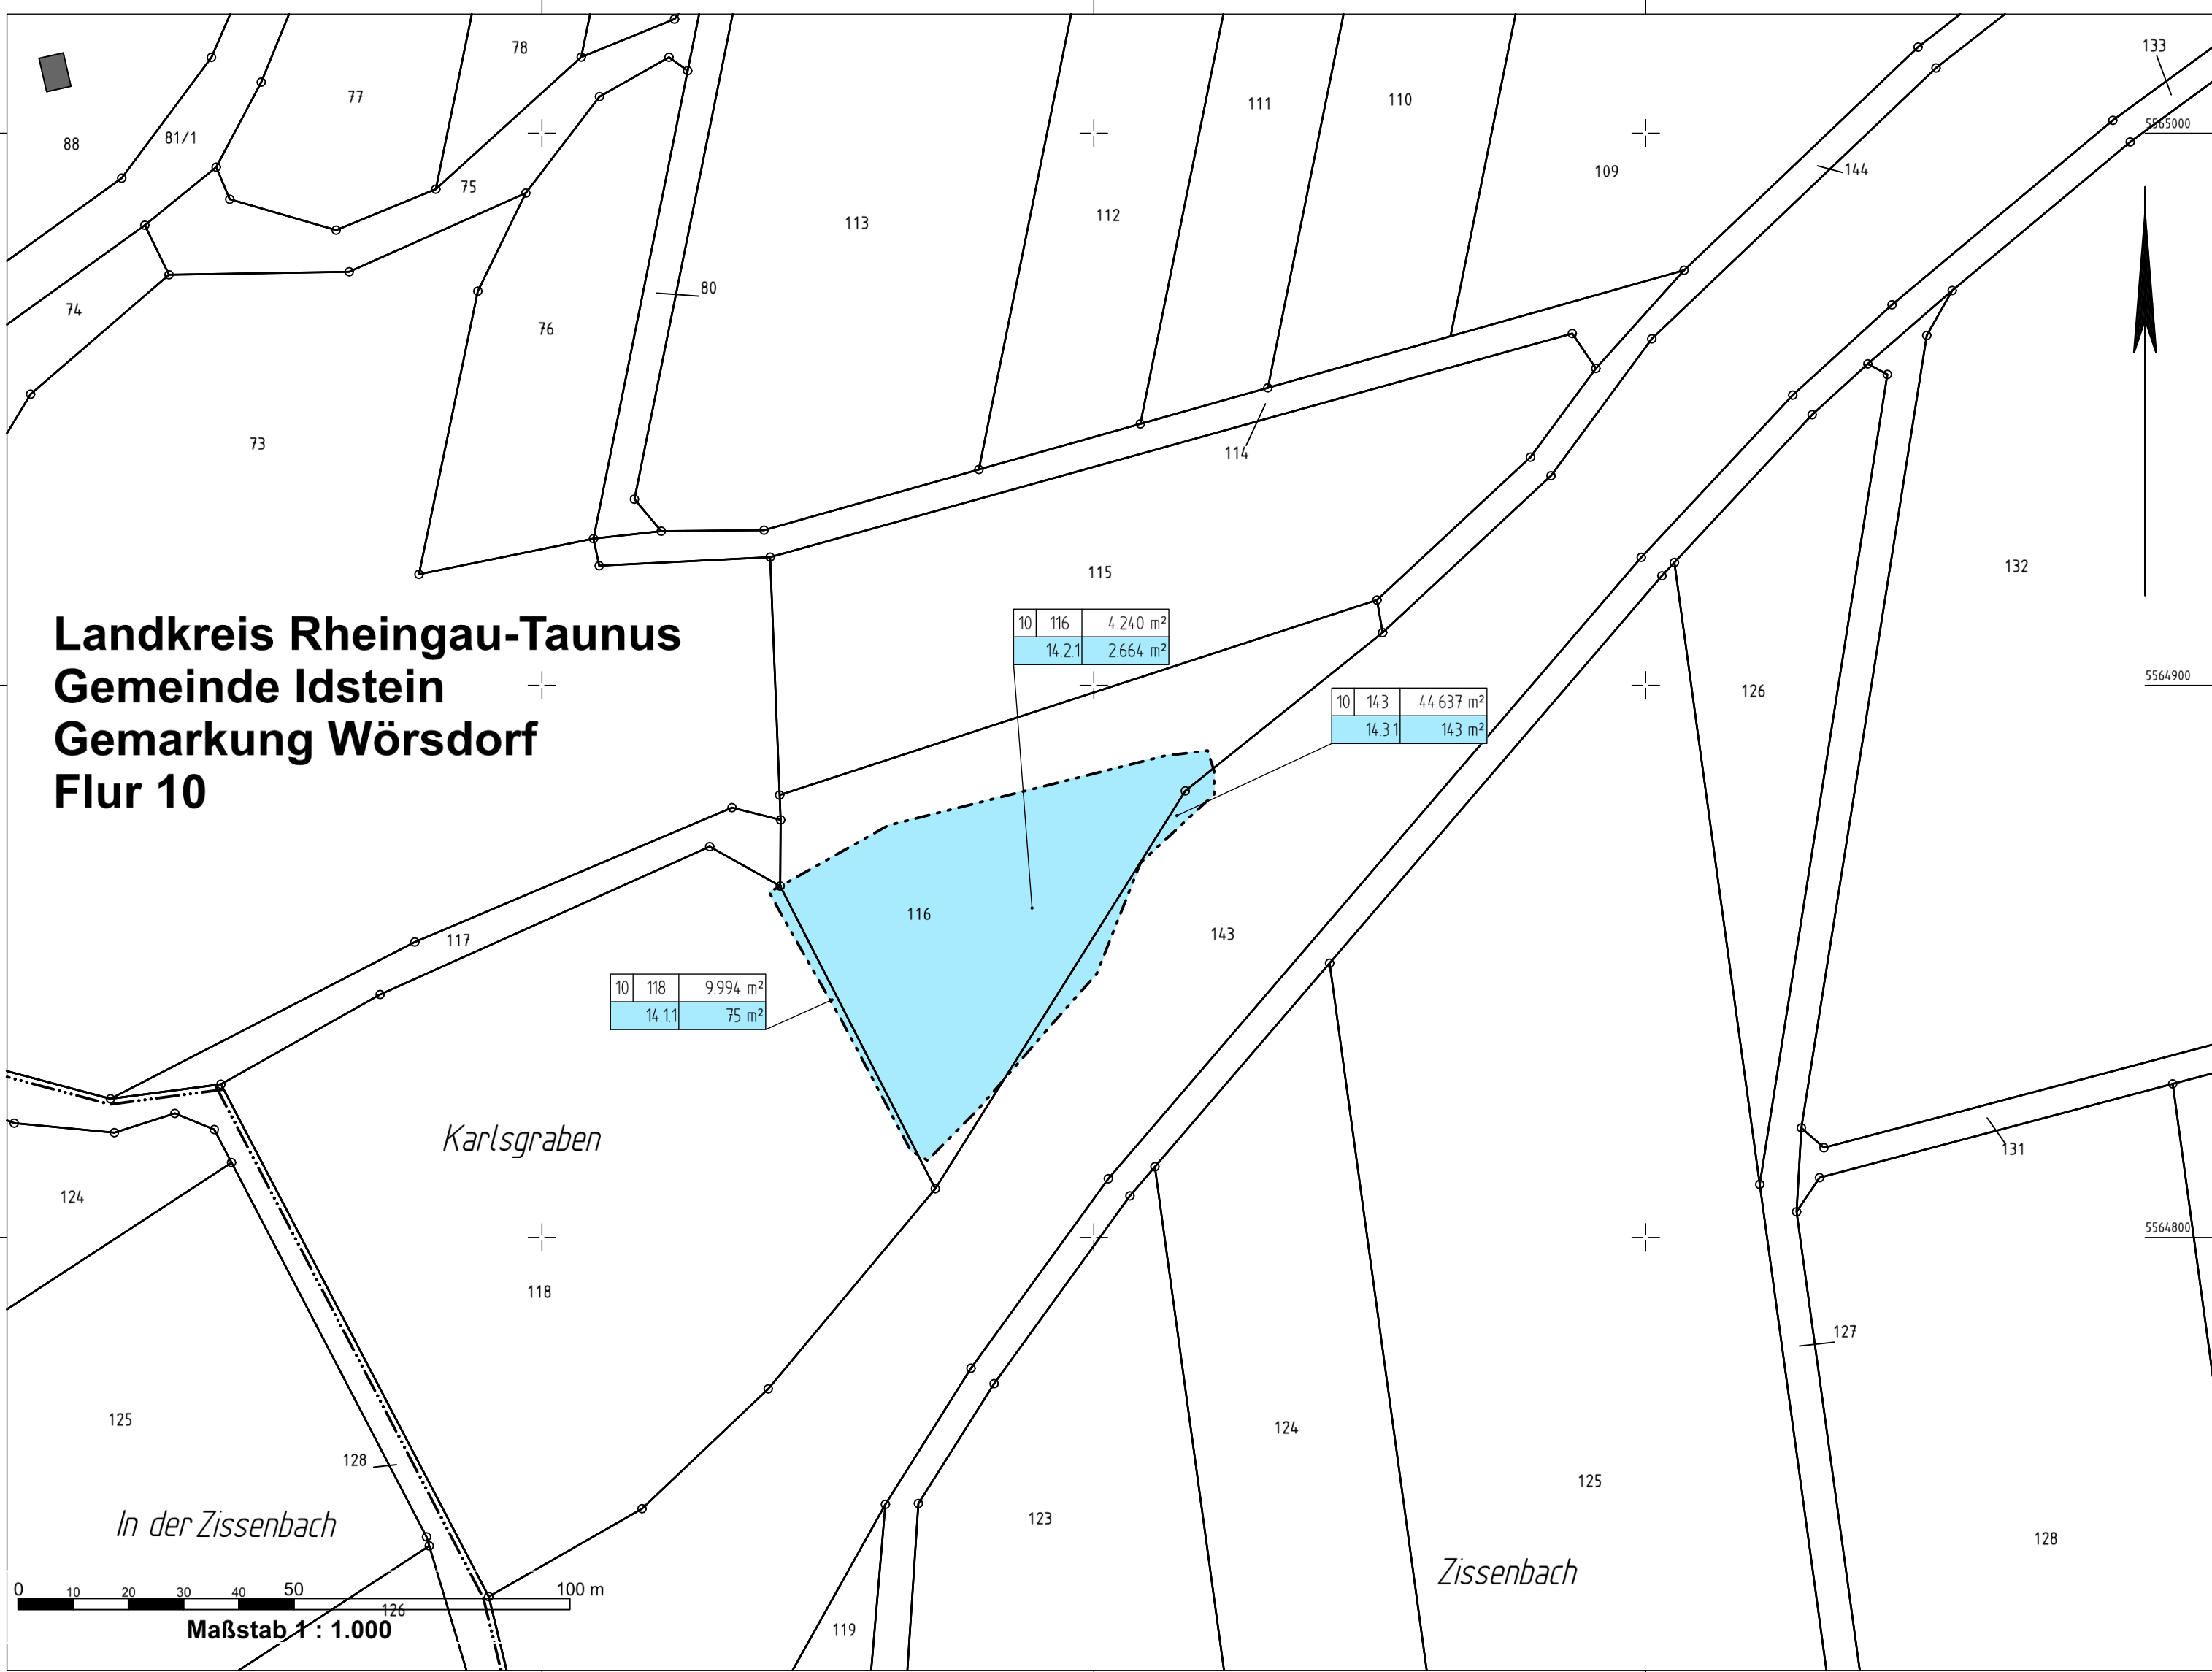 78
133
77
111
110
5565000
88
81/1
109
144
75
112
113
80
74
76
73
114
115
132
10 116 4.240 m²
14.2.1 2.664 m²
Landkreis Rheingau-Taunus
Gemeinde Idstein
Gemarkung Wörsdorf
Flur 10
5564900
126
10 143 44.637 m²
14.3.1 143 m²
116
143
117
10 118 9.994 m²
14.1.1 75 m²
Karlsgraben
131
124
5564800
118
127
125
124
128
125
In der Zissenbach
123
128
Zissenbach
0 10 20 30 40 50 100 m
126
Maßstab 1 : 1.000
119